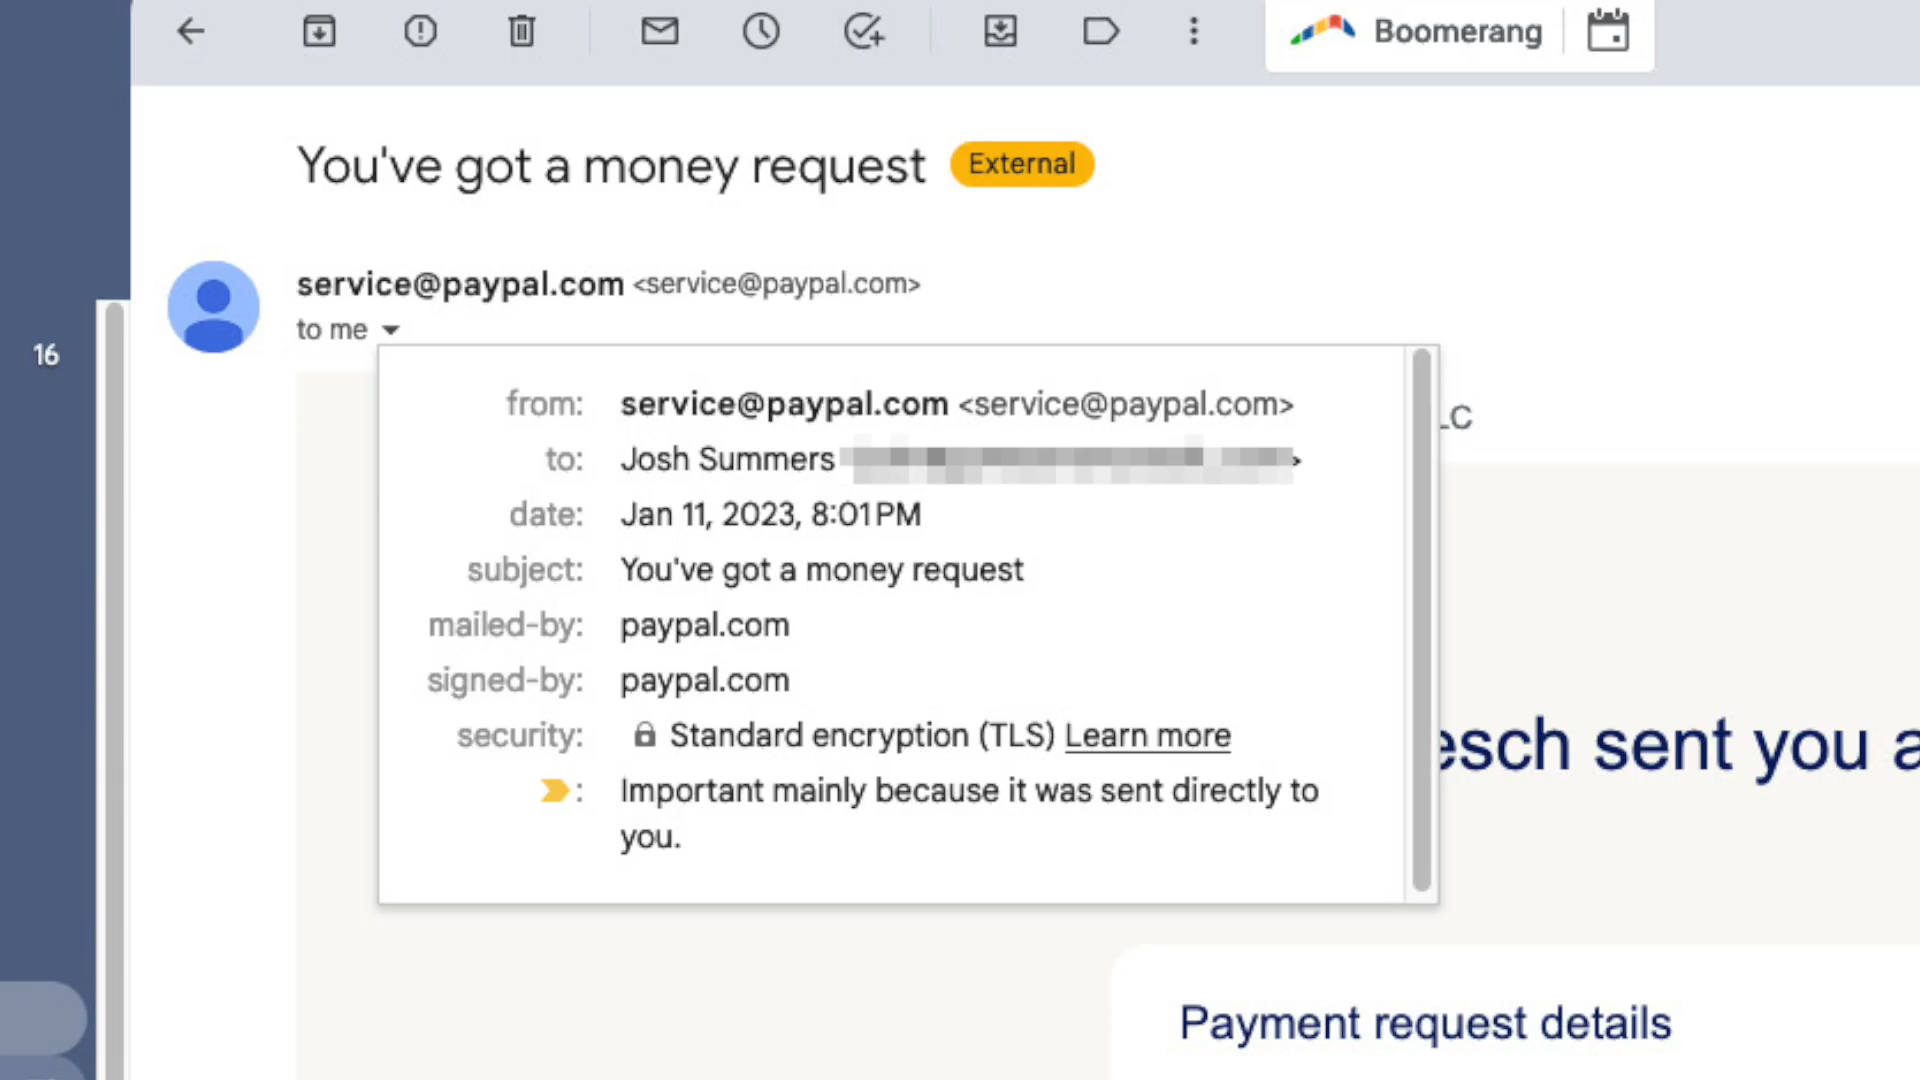 Boomerang
You've got a money request External
service@paypal.com <service@paypal.com>
to me
16
from: service@paypal.com <service@paypal.com>
to: Josh Summers >
date: Jan 11, 2023, 8:01 PM
subject: You've got a money request
mailed-by: paypal.com
signed-by: paypal.com
security: Standard encryption (TLS) Learn more
: Important mainly because it was sent directly to
you.
LC
esch sent you a
Payment request details